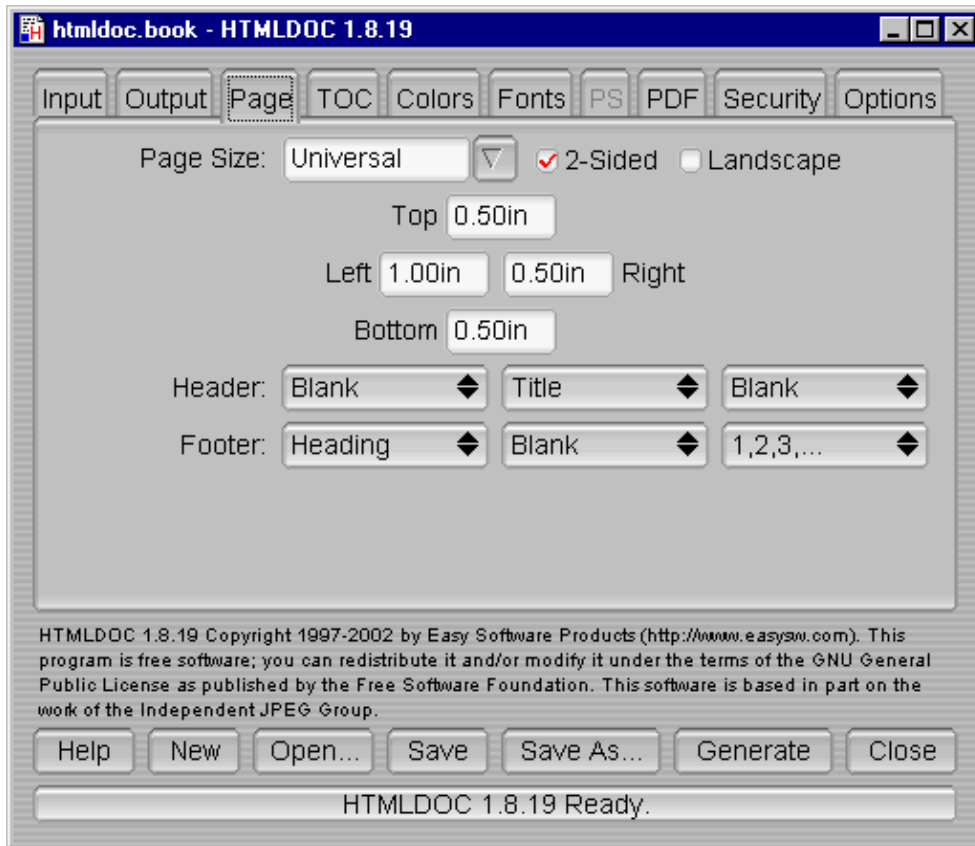 htmldoc.book - HTMLDOC 1.8.19
Input Output Page TOC Colors Fonts PS PDF Security Options
Page Size: Universal 2-Sided Landscape
Top 0.50in
Left 1.00in 0.50in Right
Bottom 0.50in
Header: Blank Title Blank
Footer: Heading Blank 1,2,3,...
HTMLDOC 1.8.19 Copyright 1997-2002 by Easy Software Products (http://www.easysw.com). This
program is free software; you can redistribute it and/or modify it under the terms of the GNU General
Public License as published by the Free Software Foundation. This software is based in part on the
work of the Independent JPEG Group.
Help New Open... Save Save As... Generate Close
HTMLDOC 1.8.19 Ready.